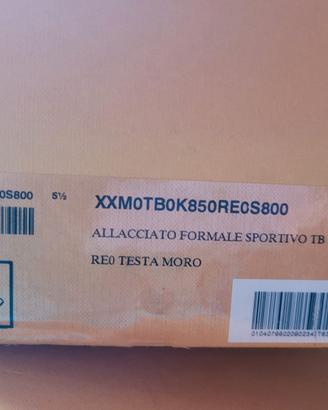 0S800 5½ XXM0TB0K850RE0S800
ALLACCIATO FORMALE SPORTIVO TB
RE0 TESTA MORO